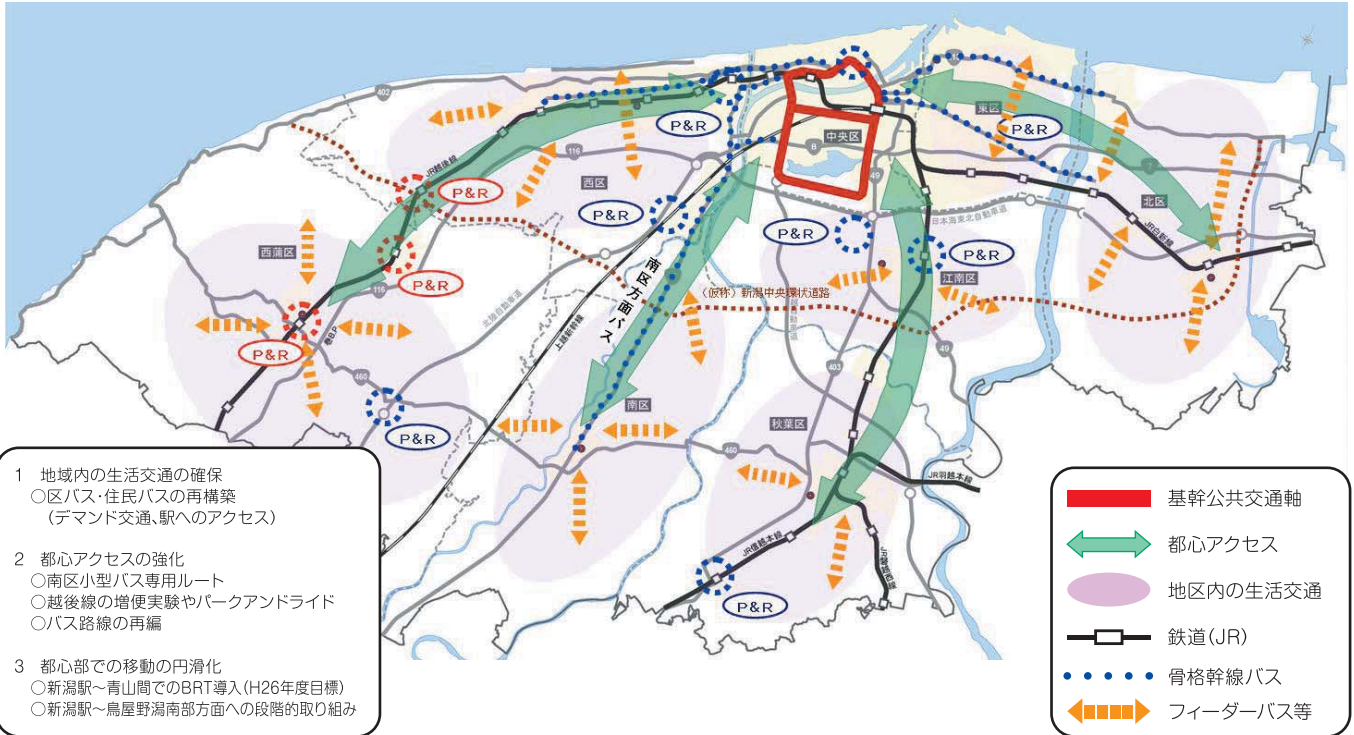 402
JR越後線
116
P&R
西区
P&R
P&R
西蒲区
P&R
116
P&R
巻B.P
460
P&R
北陸自動車道
上越新幹線
南区方面バス
南区
中央区
8
49
P&R
東区
P&R
7
北区
JR白新線
日本海東北自動車道
P&R
江南区
(仮称)新潟中央環状道路
49
403
秋葉区
460
JR羽越本線
JR信越本線
JR磐越西線
P&R
1 地域内の生活交通の確保
○区バス・住民バスの再構築
(デマンド交通、駅へのアクセス)
2 都心アクセスの強化
○南区小型バス専用ルート
○越後線の増便実験やパークアンドライド
○バス路線の再編
3 都心部での移動の円滑化
○新潟駅～青山間でのBRT導入(H26年度目標)
○新潟駅～鳥屋野潟南部方面への段階的取り組み
基幹公共交通軸
都心アクセス
地区内の生活交通
鉄道(JR)
骨格幹線バス
フィーダーバス等